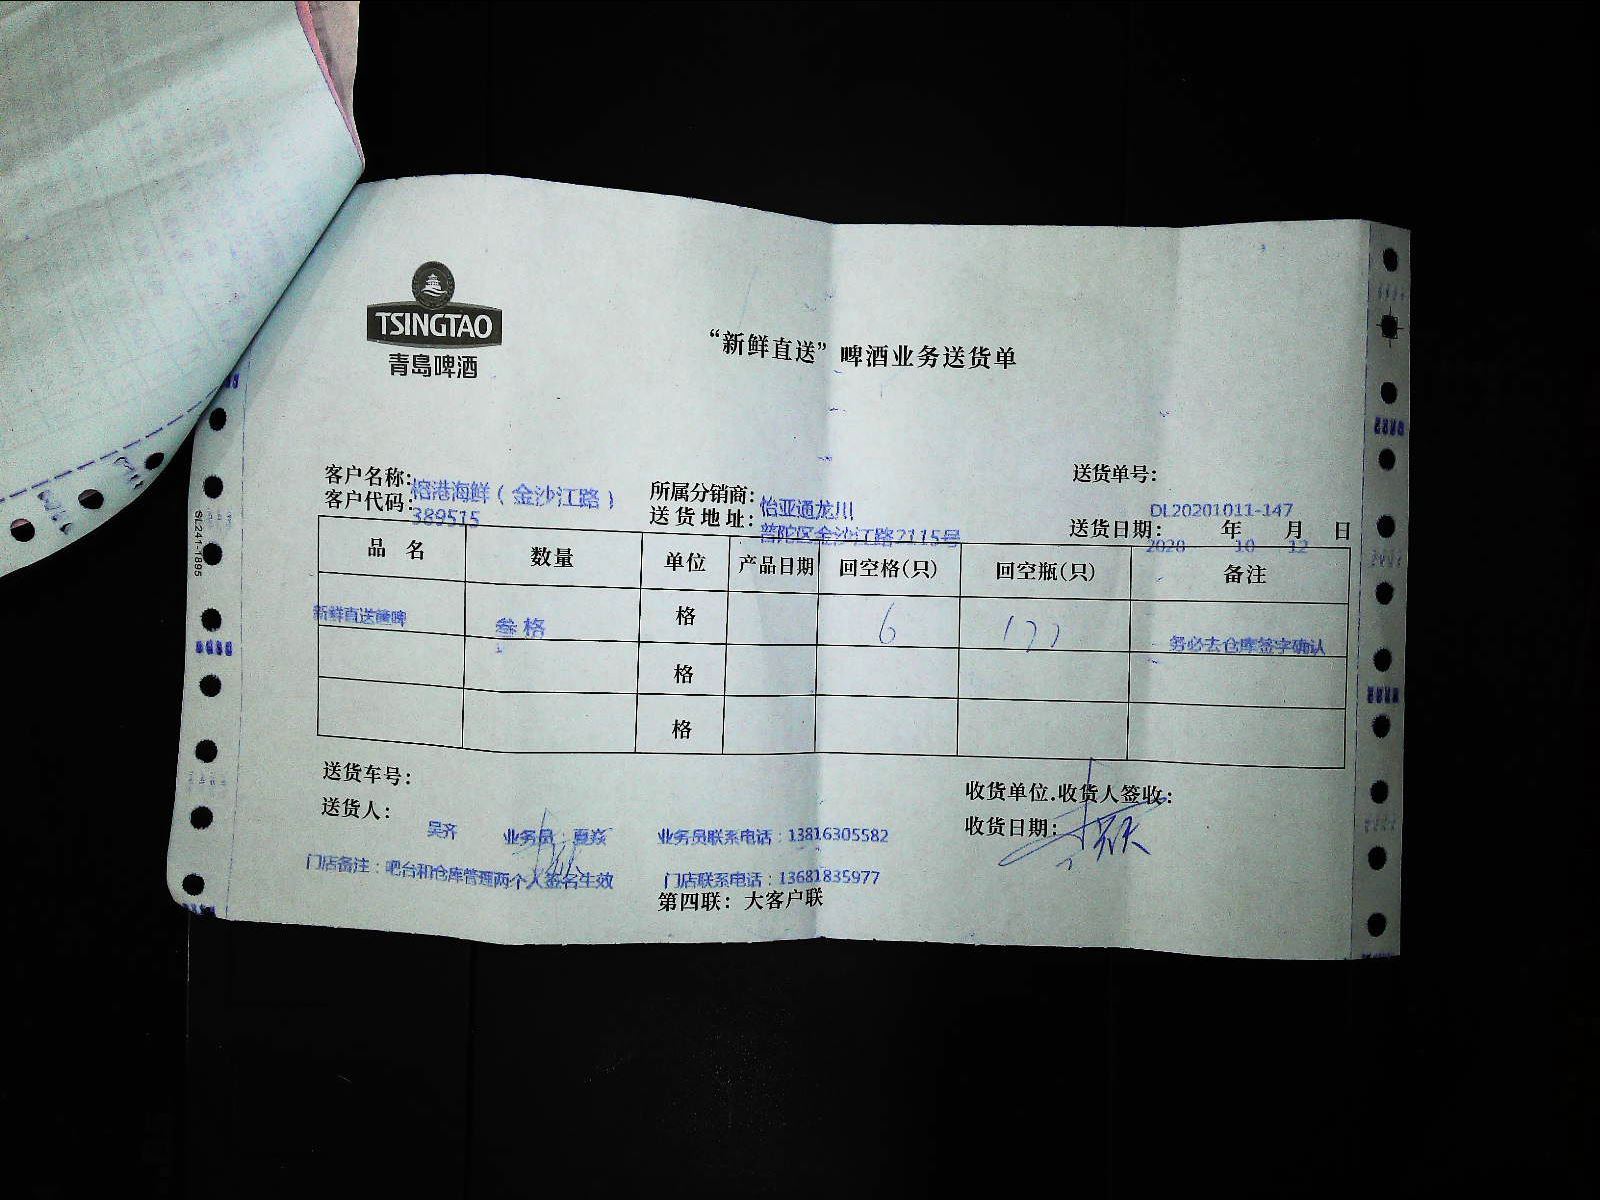 TSINGTAO
青岛啤酒
“新鲜直送”啤酒业务送货单
客户名称: 榕港海鲜（金沙江路） 所属分销商: 怡亚通龙川 送货单号: DL20201011-147
客户代码: 389515 送货地址: 普陀区金沙江路2115号 送货日期: 2020 年 10 月 12 日
品 名 数量 单位 产品日期 回空格(只) 回空瓶(只) 备注
新鲜直送 叁格 格 6 务必去仓库签字确认
格
格
送货车号:
收货单位.收货人签收:
送货人: 吴齐 业务员：夏焱 业务员联系电话：13816305582 收货日期:
门店备注：吧台和仓库管理两个人签名生效 门店联系电话：13681835977
第四联：大客户联
SL241-1895